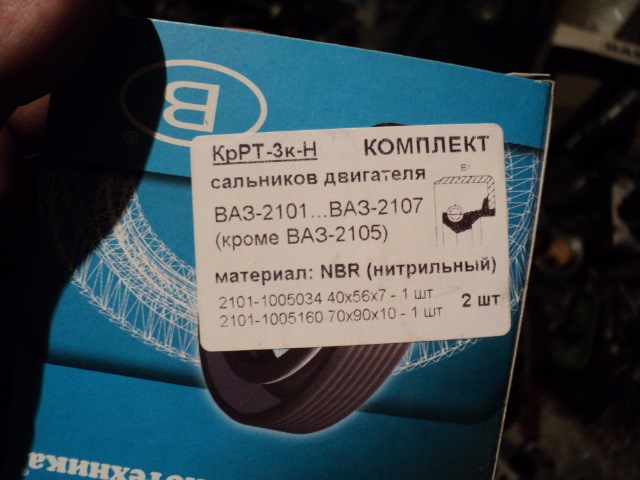 КрРТ-3к-Н КОМПЛЕКТ
сальников двигателя
ВАЗ-2101...ВАЗ-2107
(кроме ВАЗ-2105)
материал: NBR (нитрильный)
2101-1005034 40х56х7 - 1 шт.
2101-1005160 70х90х10 - 1 шт.
2 шт
В
®